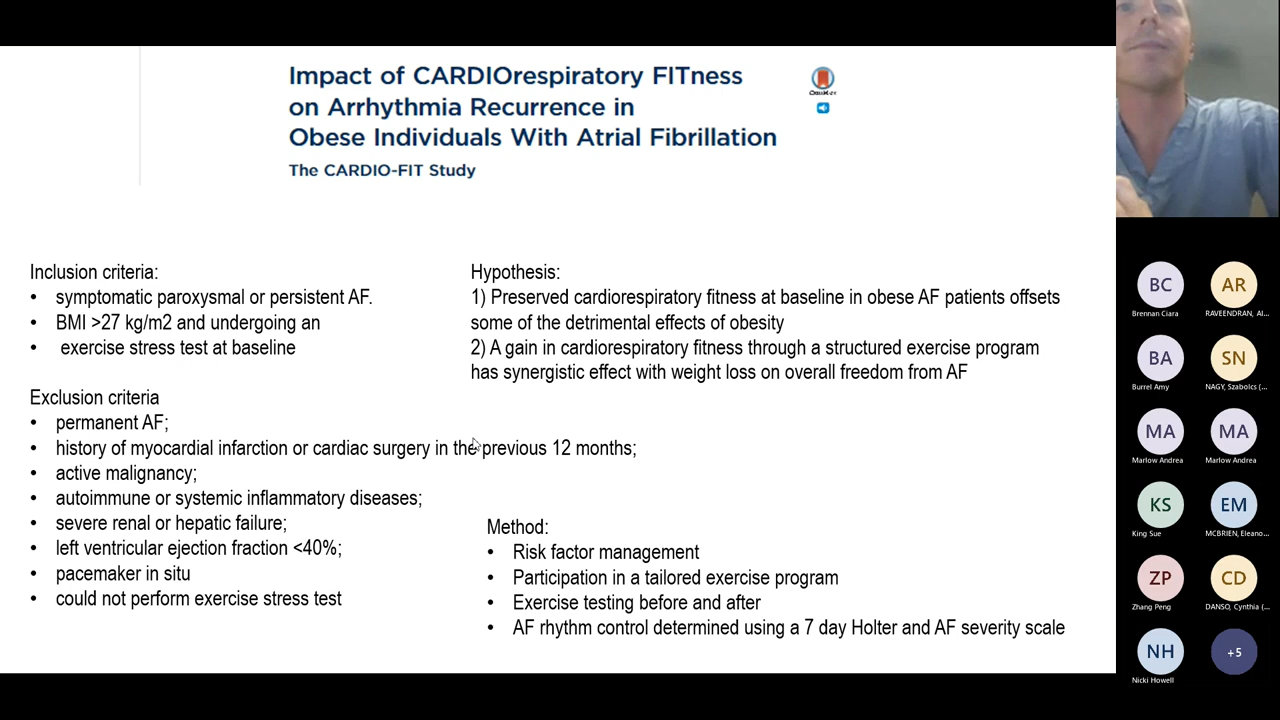 Impact of CARDIOrespiratory FITness
on Arrhythmia Recurrence in
Obese Individuals With Atrial Fibrillation
The CARDIO-FIT Study
Inclusion criteria:
• symptomatic paroxysmal or persistent AF.
• BMI >27 kg/m2 and undergoing an
• exercise stress test at baseline
Exclusion criteria
• permanent AF;
• history of myocardial infarction or cardiac surgery in the previous 12 months;
• active malignancy;
• autoimmune or systemic inflammatory diseases;
• severe renal or hepatic failure;
• left ventricular ejection fraction <40%;
• pacemaker in situ
• could not perform exercise stress test
Hypothesis:
1) Preserved cardiorespiratory fitness at baseline in obese AF patients offsets
some of the detrimental effects of obesity
2) A gain in cardiorespiratory fitness through a structured exercise program
has synergistic effect with weight loss on overall freedom from AF
Method:
• Risk factor management
• Participation in a tailored exercise program
• Exercise testing before and after
• AF rhythm control determined using a 7 day Holter and AF severity scale
BC
Brennan Ciara
AR
RAVEENDRAN, Al...
BA
Burrel Amy
SN
NAGY, Szabolcs (...
MA
Marlow Andrea
MA
Marlow Andrea
KS
King Sue
EM
MCBRIEN, Eleano...
ZP
Zhang Peng
CD
DANSO, Cynthia (...
NH
Nicki Howell
+5